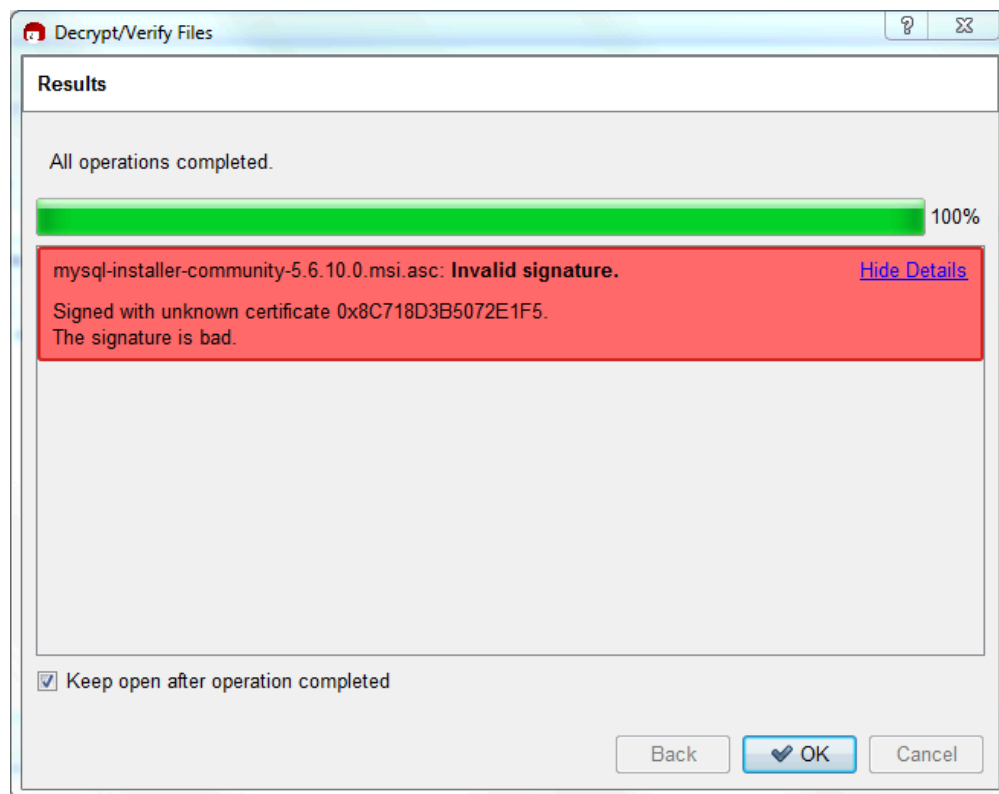 Decrypt/Verify Files
Results
All operations completed.
100%
mysql-installer-community-5.6.10.0.msi.asc: Invalid signature. Hide Details
Signed with unknown certificate 0x8C718D3B5072E1F5.
The signature is bad.
Keep open after operation completed
Back OK Cancel